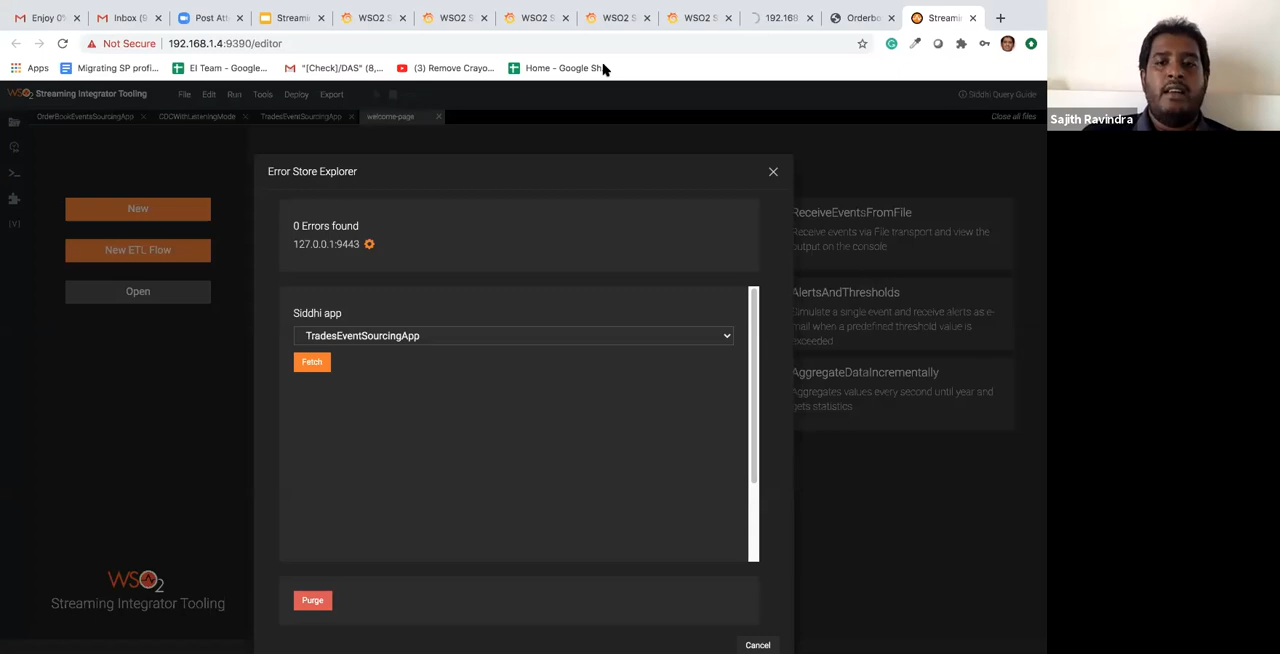 Enjoy 0°
Inbox (9
Post Att
Streami
WSO2 S
WSO2 S
WSO2 S
WSO2 S
WSO2 S
192.168
Orderbo
Streami
Not Secure
192.168.1.4:9390/editor
Apps
Migrating SP profi...
EI Team - Google...
"[Check]/DAS" (8,...
(3) Remove Crayo...
Home - Google Sh
WSO2 Streaming Integrator Tooling
File
Edit
Run
Tools
Deploy
Export
Siddhi Query Guide
OrderBookEventsSourcingApp
CDCWithListeningMode
TradesEventSourcingApp
welcome-page
Close all files
Sajith Ravindra
Error Store Explorer
New
New ETL Flow
Open
0 Errors found
127.0.0.1:9443
ReceiveEventsFromFile
Receive events via File transport and view the
output on the console
Siddhi app
TradesEventSourcingApp
Fetch
AlertsAndThresholds
Simulate a single event and receive alerts as e-
mail when a predefined threshold value is
exceeded
AggregateDataIncrementally
Aggregates values every second until year and
gets statistics
WSO2
Streaming Integrator Tooling
Purge
Cancel